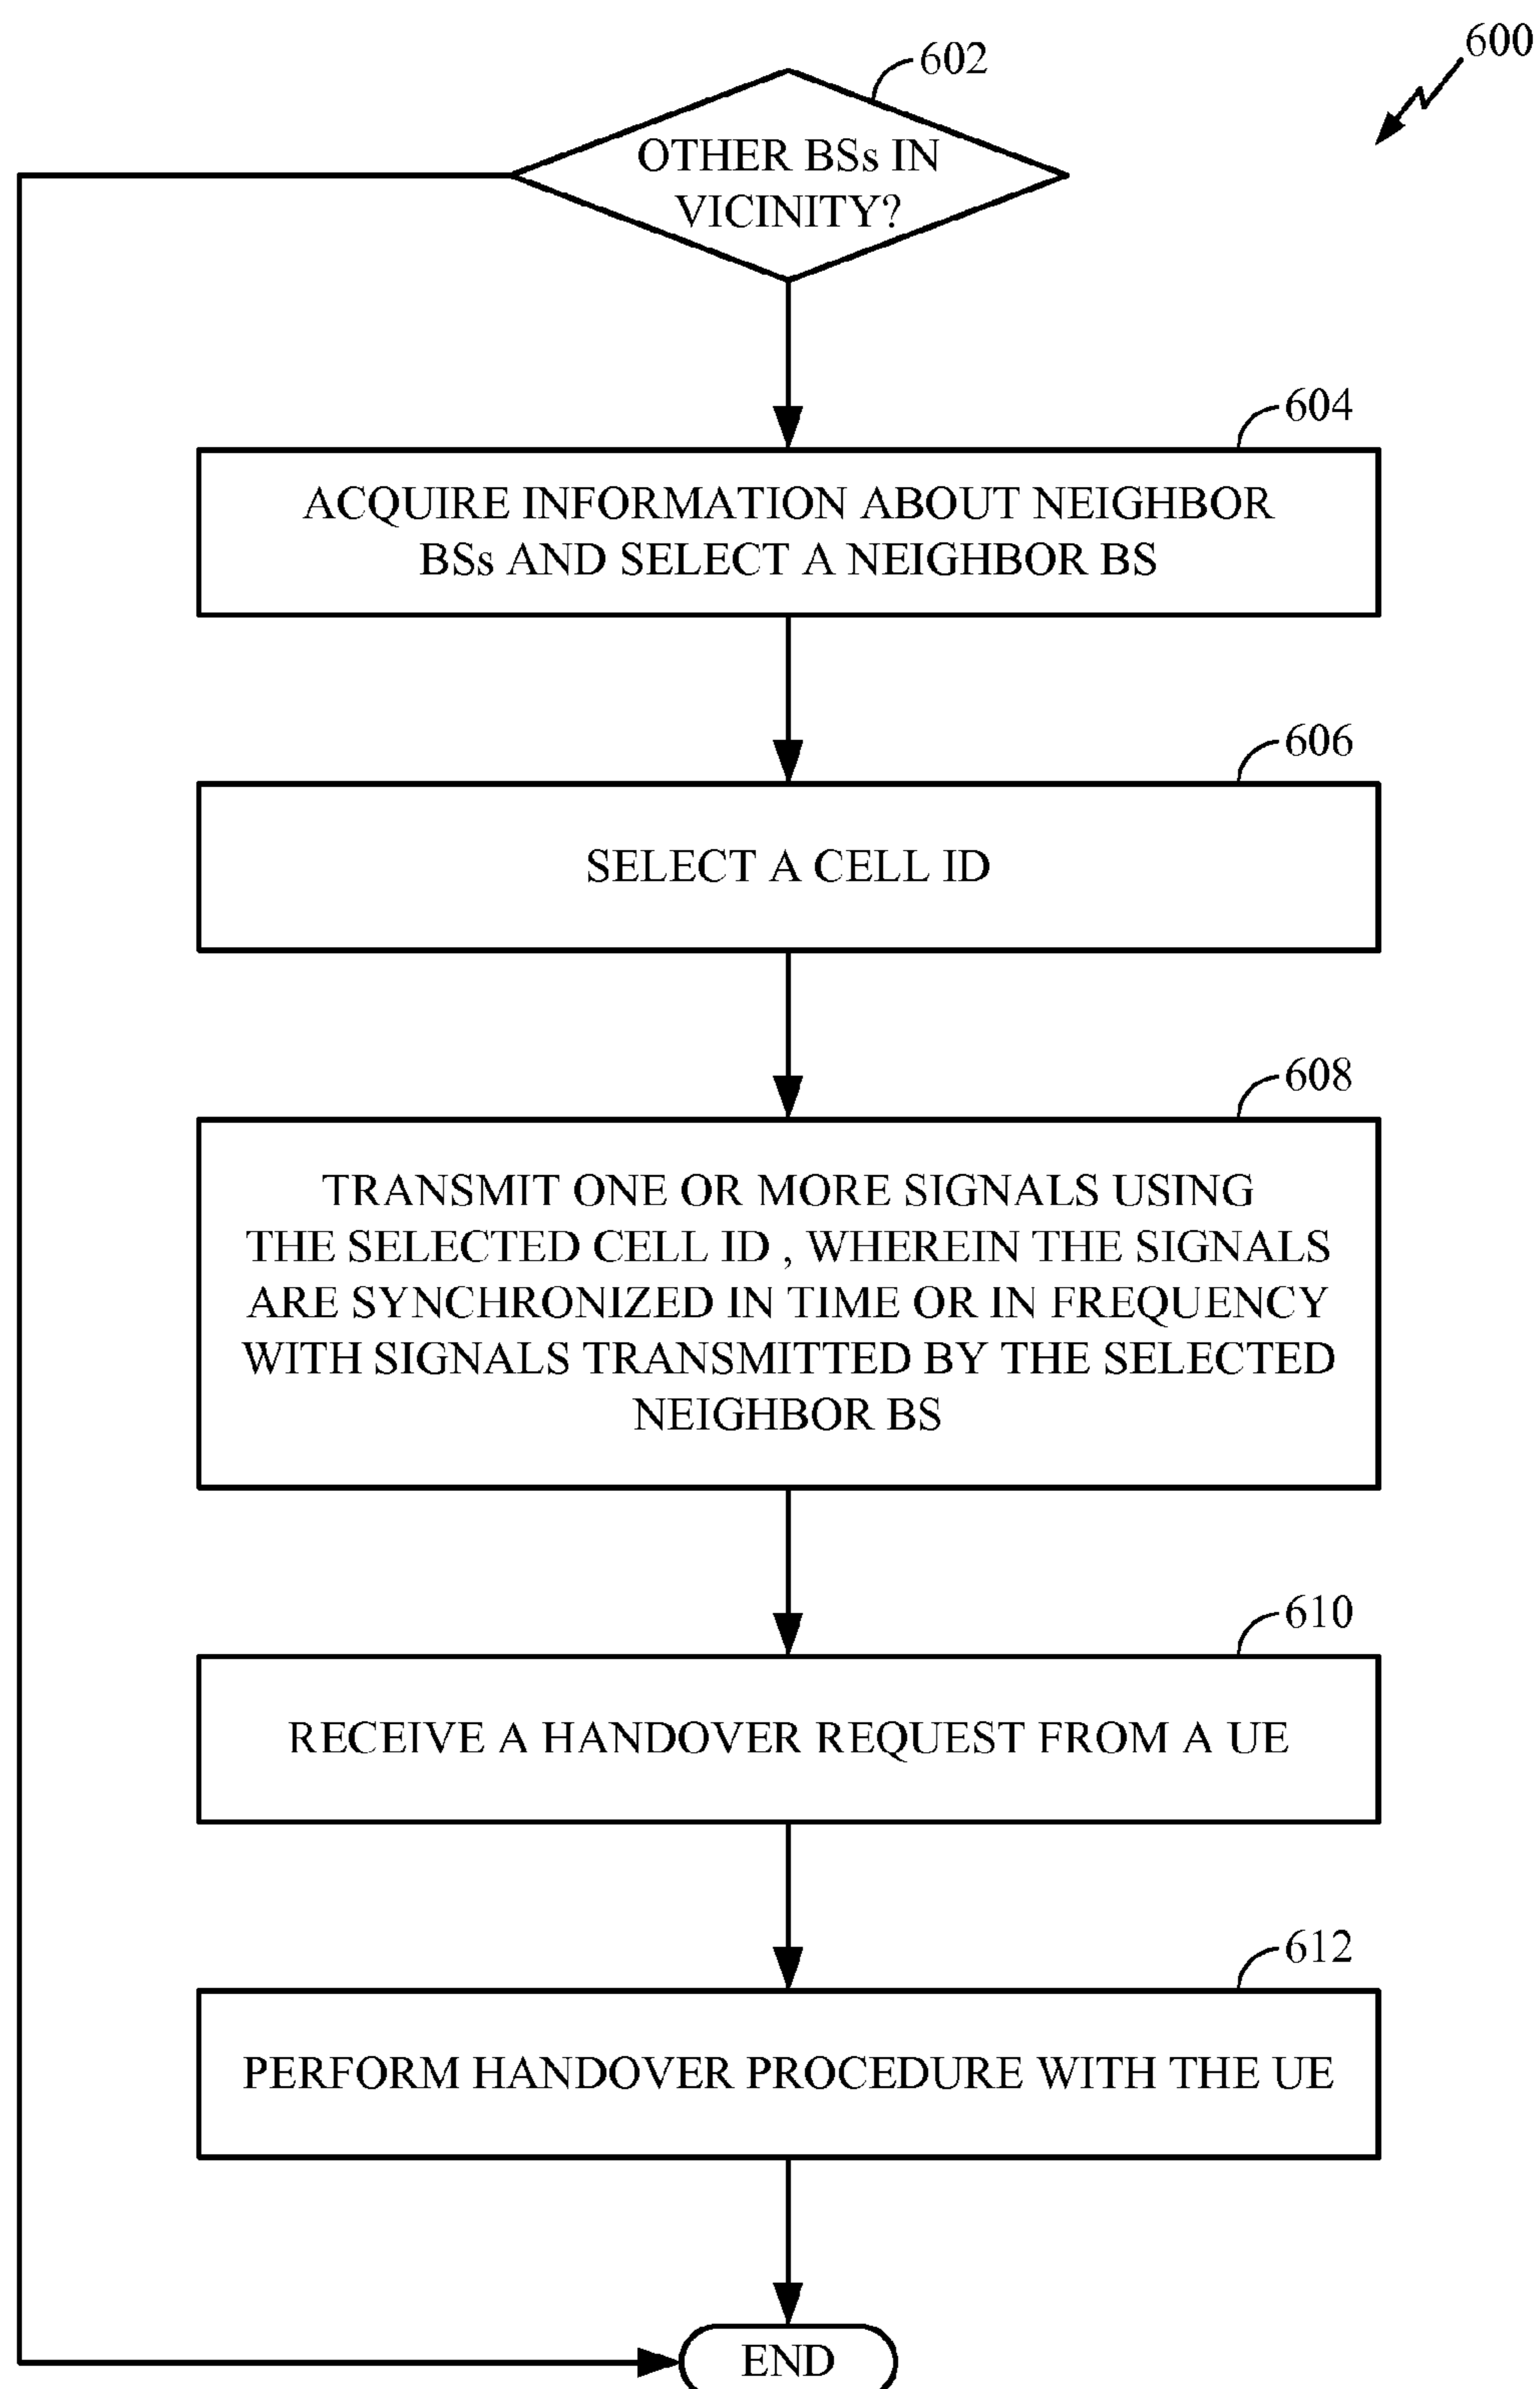 600
602
OTHER BSs IN
VICINITY?
604
ACQUIRE INFORMATION ABOUT NEIGHBOR
BSs AND SELECT A NEIGHBOR BS
606
SELECT A CELL ID
608
TRANSMIT ONE OR MORE SIGNALS USING
THE SELECTED CELL ID , WHEREIN THE SIGNALS
ARE SYNCHRONIZED IN TIME OR IN FREQUENCY
WITH SIGNALS TRANSMITTED BY THE SELECTED
NEIGHBOR BS
610
RECEIVE A HANDOVER REQUEST FROM A UE
612
PERFORM HANDOVER PROCEDURE WITH THE UE
END